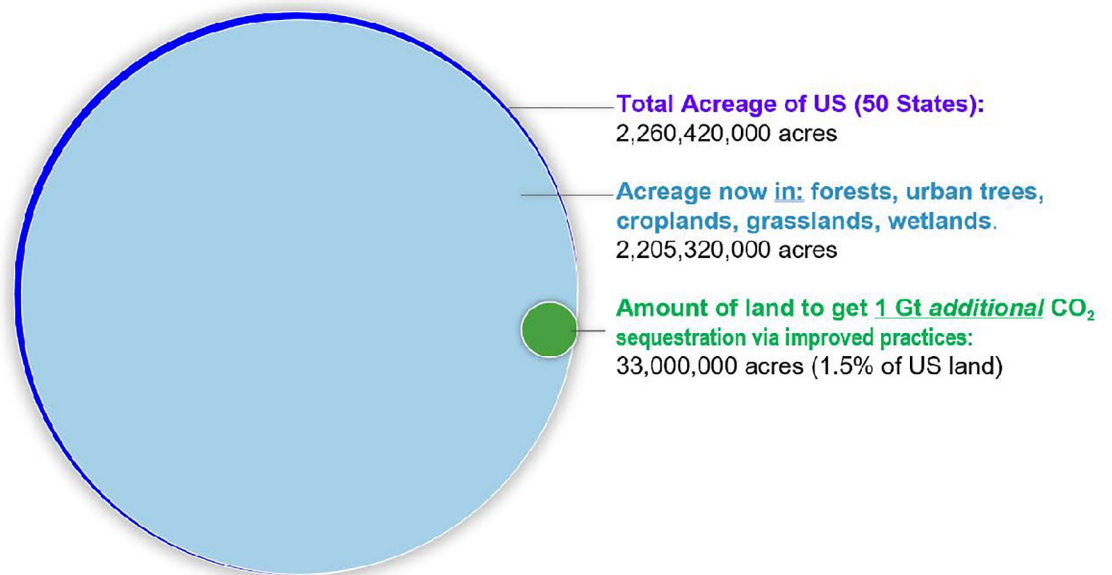 Total Acreage of US (50 States):
2,260,420,000 acres
Acreage now in: forests, urban trees,
croplands, grasslands, wetlands.
2,205,320,000 acres
Amount of land to get 1 Gt additional CO₂
sequestration via improved practices:
33,000,000 acres (1.5% of US land)